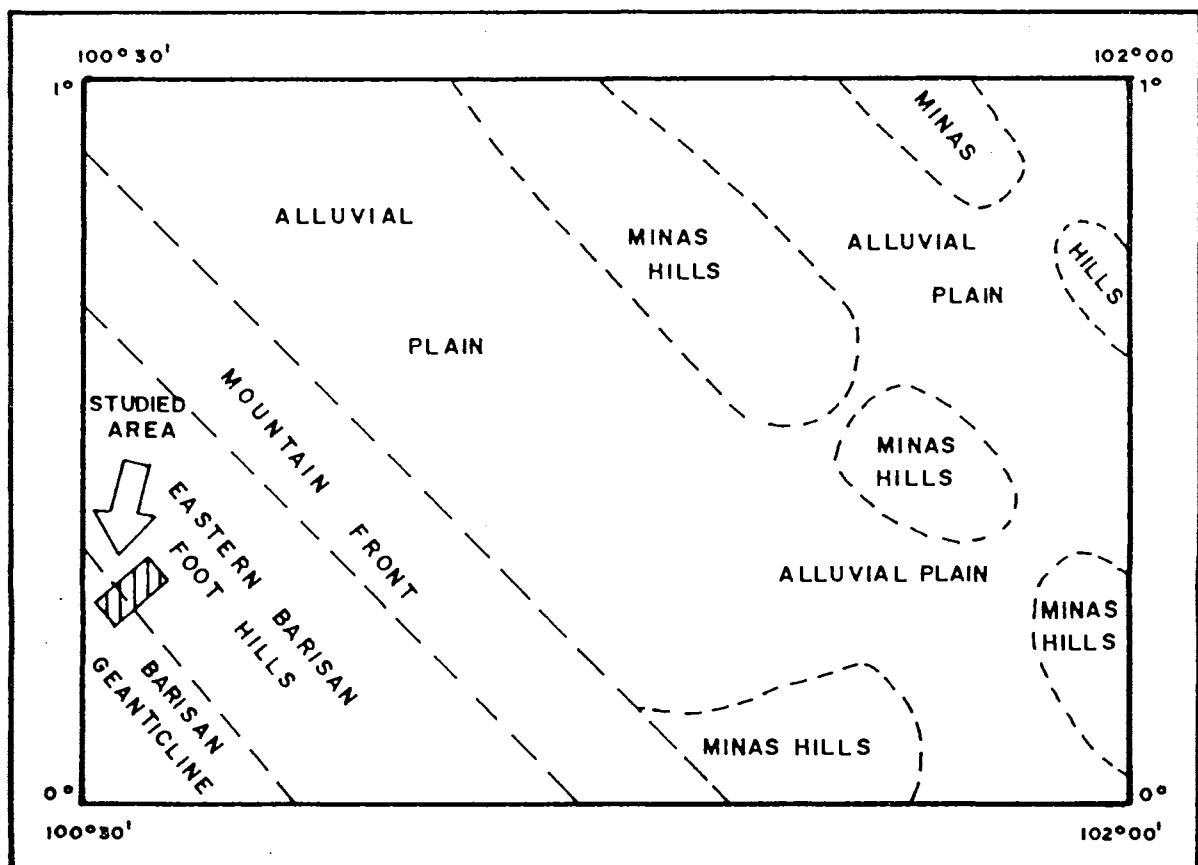 100° 30'
102° 00
1°
1°
MINAS
HILLS
ALLUVIAL
PLAIN
MINAS
HILLS
ALLUVIAL
PLAIN
MOUNTAIN FRONT
STUDIED
AREA
MINAS
HILLS
EASTERN BARISAN
FOOT HILLS
ALLUVIAL PLAIN
MINAS
HILLS
BARISAN
GEANTICLINE
MINAS HILLS
0°
0°
100° 30'
102° 00'